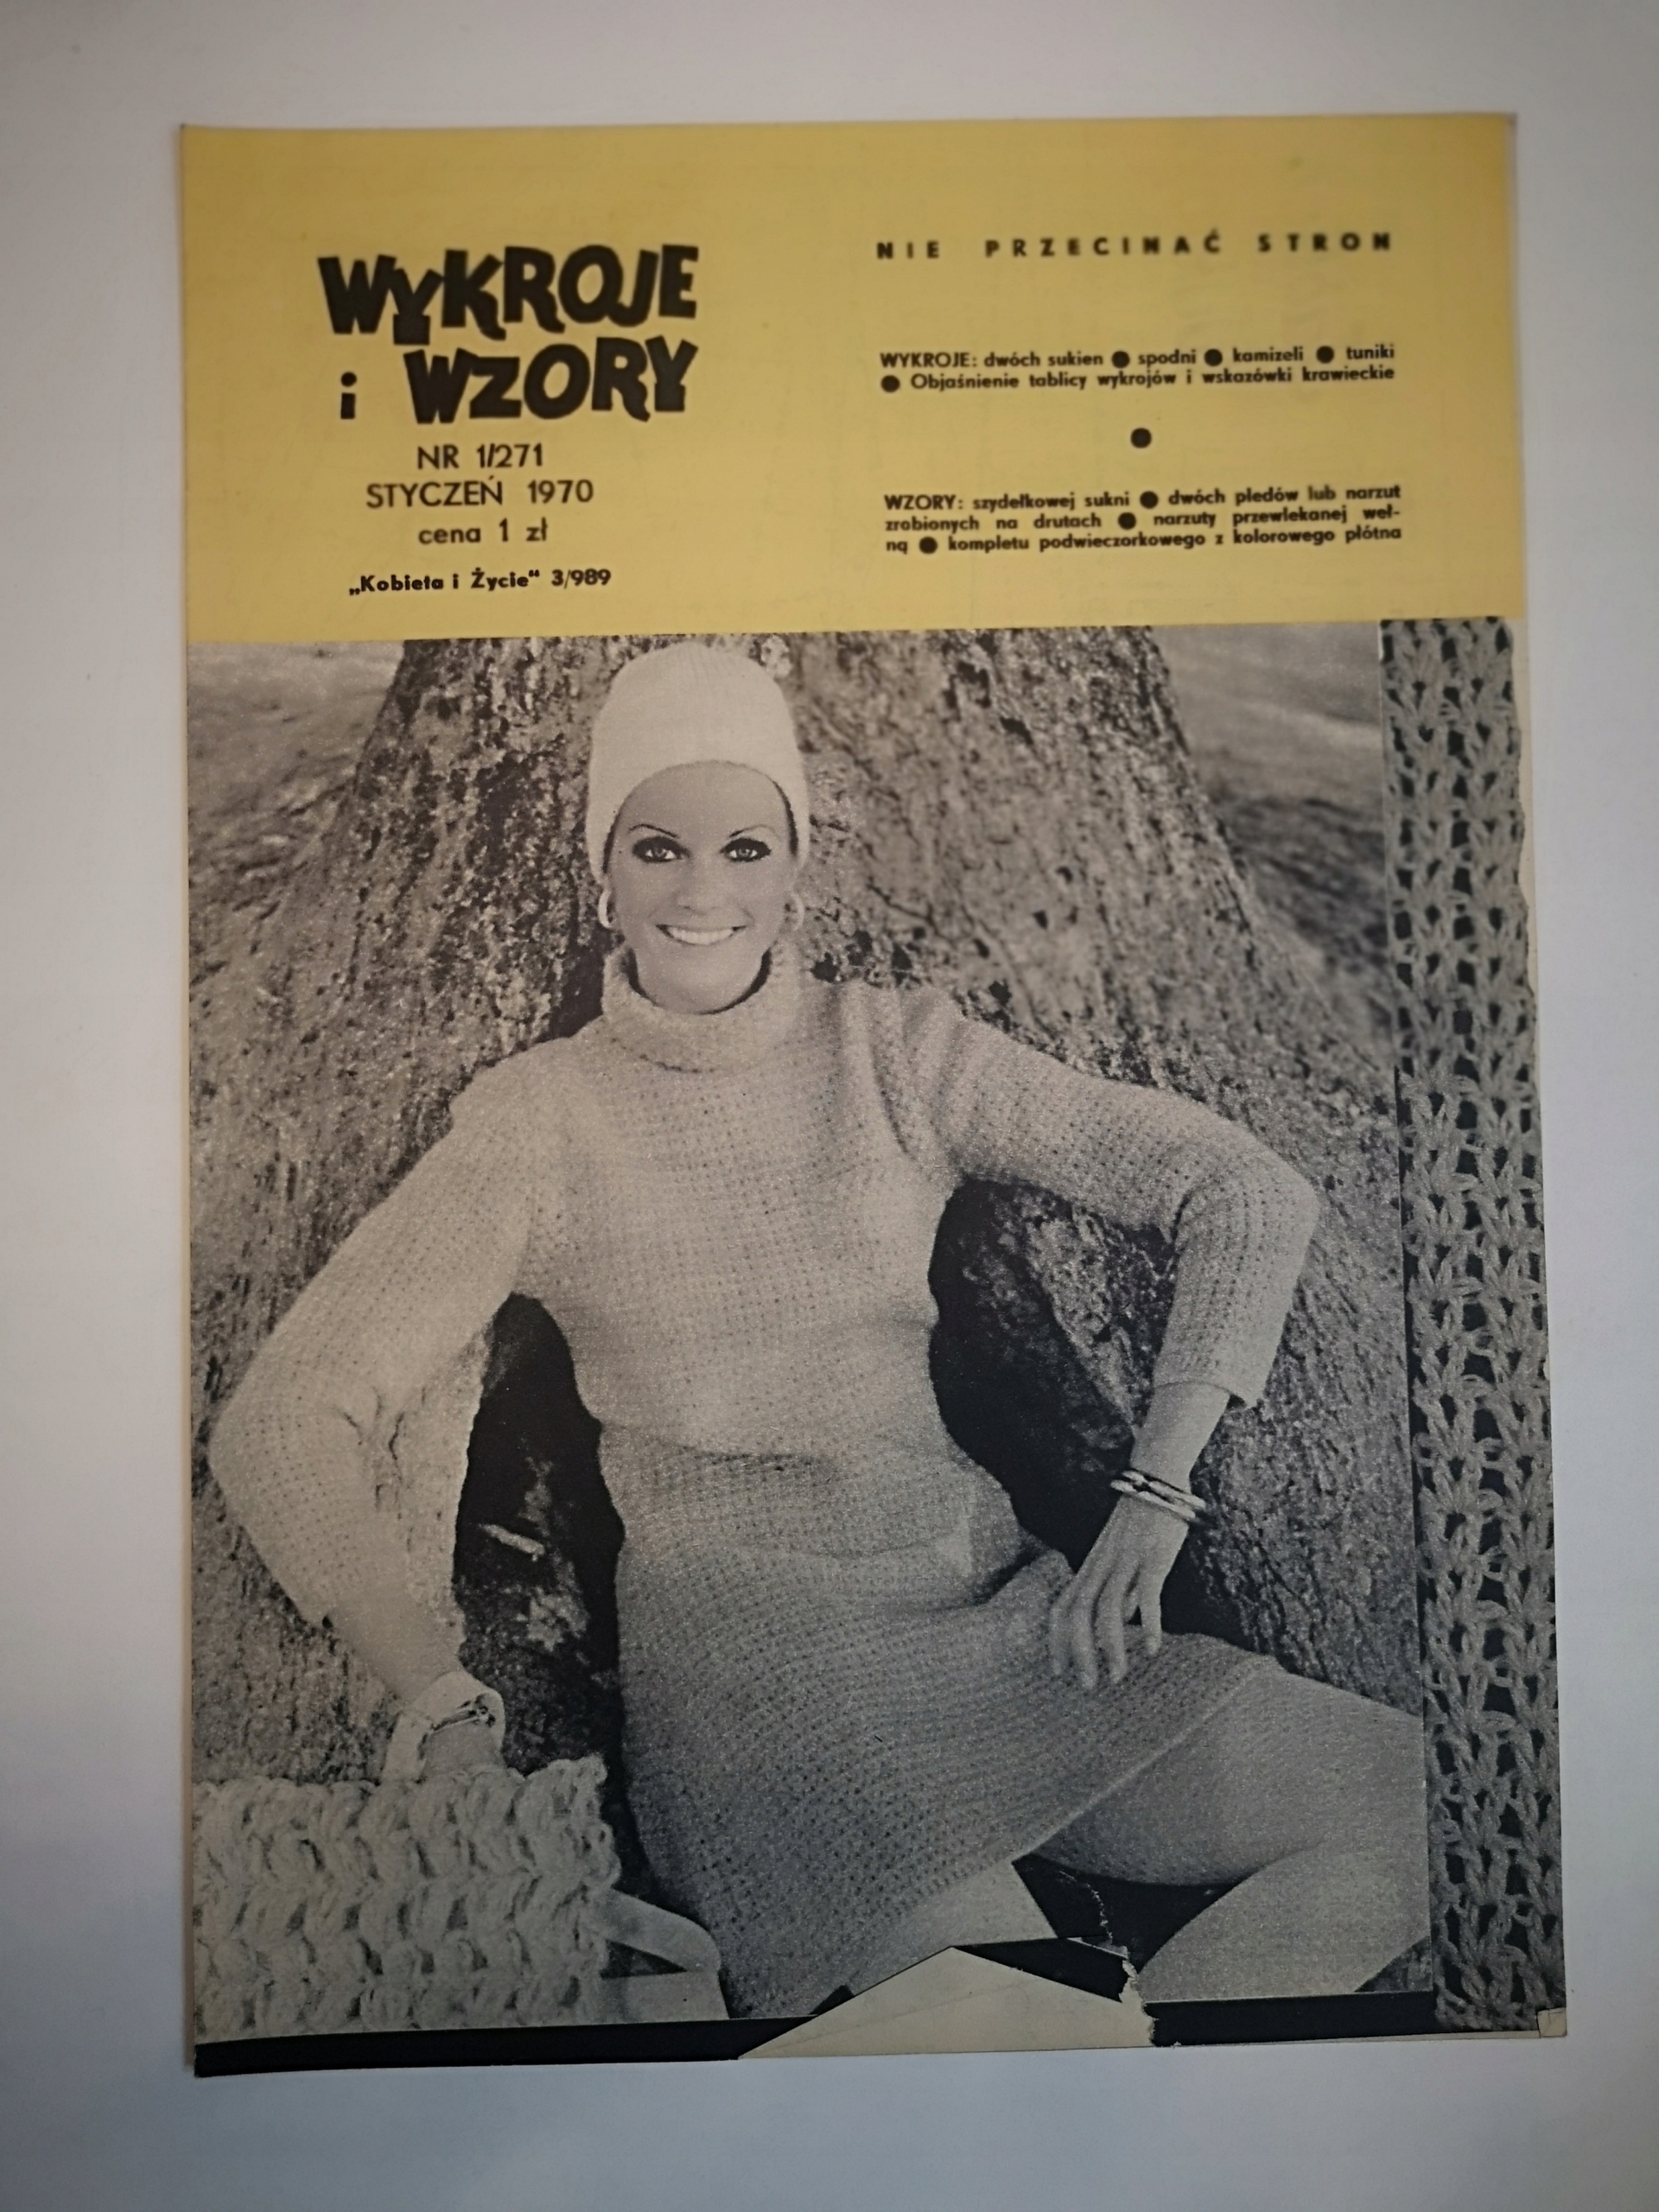 WYKROJE
i WZORY
NR 1/271
STYCZEŃ 1970
cena 1 zł
„Kobieta i Życie" 3/989
NIE PRZECINAĆ STRON
WYKROJE: dwóch sukien ● spodni ● kamizeli ● tuniki
● Objaśnienie tablicy wykrojów i wskazówki krawieckie
●
WZORY: szydełkowej sukni ● dwóch pledów lub narzut
zrobionych na drutach ● narzuty przewlekanej weł-
ną ● kompletu podwieczorkowego z kolorowego płótna